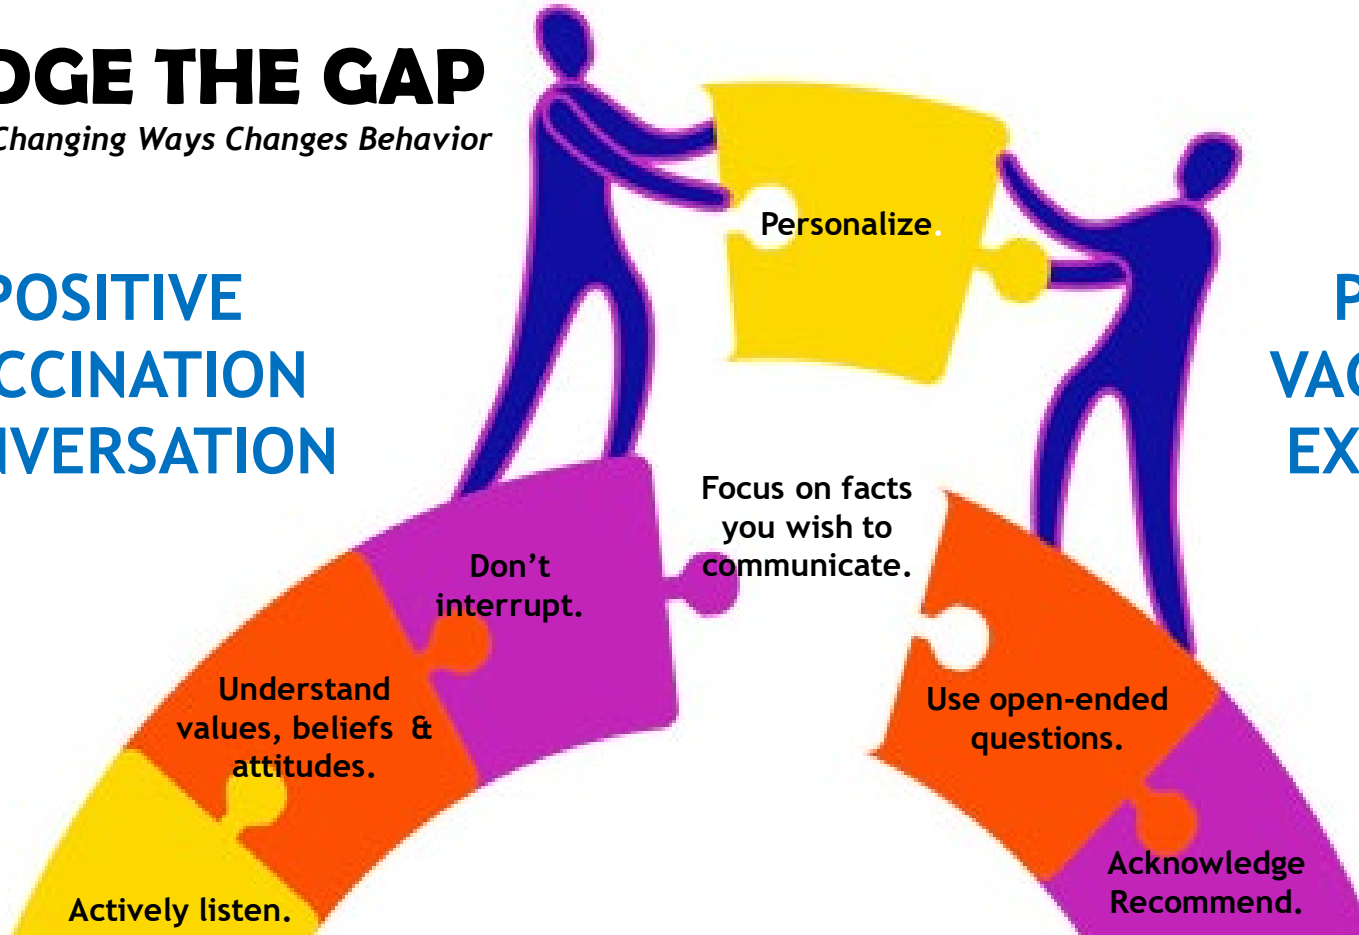 DGE THE GAP
Changing Ways Changes Behavior
POSITIVE
CCINATION
NVERSATION
Personalize.
P
VAC
EX
Focus on facts
you wish to
communicate.
Don’t
interrupt.
Understand
values, beliefs &
attitudes.
Actively listen.
Use open-ended
questions.
Acknowledge
Recommend.